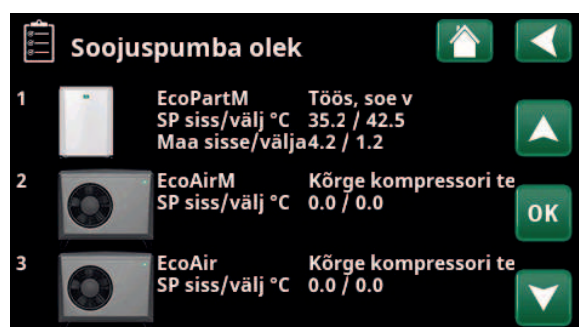 Soojuspumba olek
1 EcoPartM Töös, soe v
SP siss/välj °C 35.2 / 42.5
Maa sisse/välja4.2 / 1.2
2 EcoAirM Kõrge kompressori te
SP siss/välj °C 0.0 / 0.0
OK
3 EcoAir Kõrge kompressori te
SP siss/välj °C 0.0 / 0.0